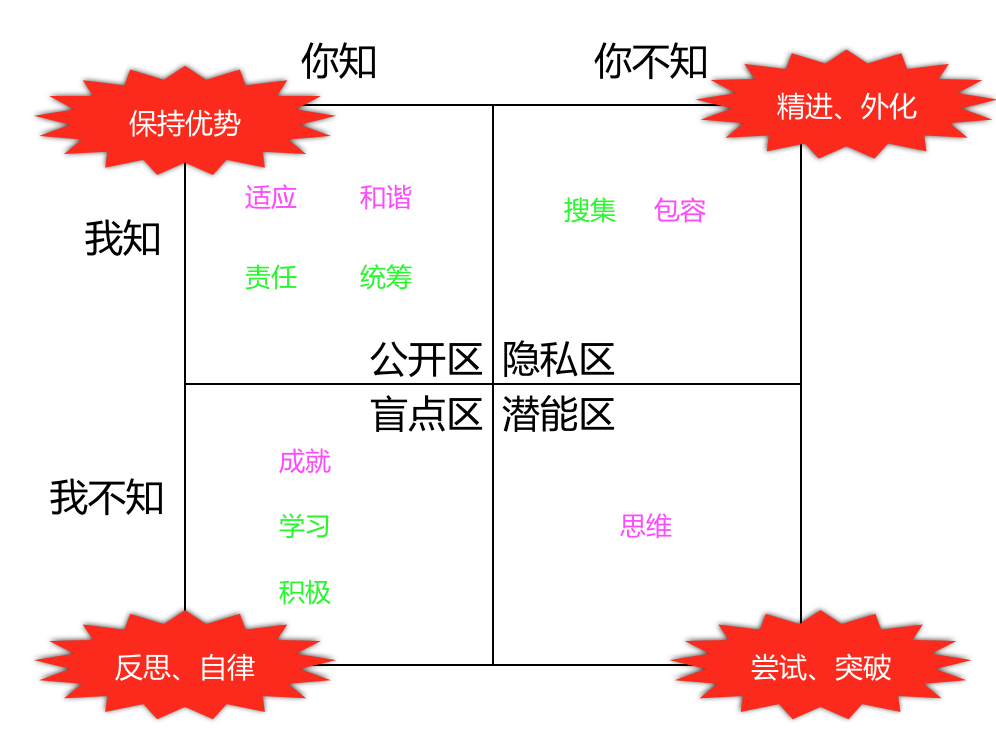 你知
你不知
保持优势
精进、外化
适应
和谐
搜集
包容
我知
责任
统筹
公开区
隐私区
盲点区
潜能区
成就
我不知
学习
思维
积极
反思、自律
尝试、突破